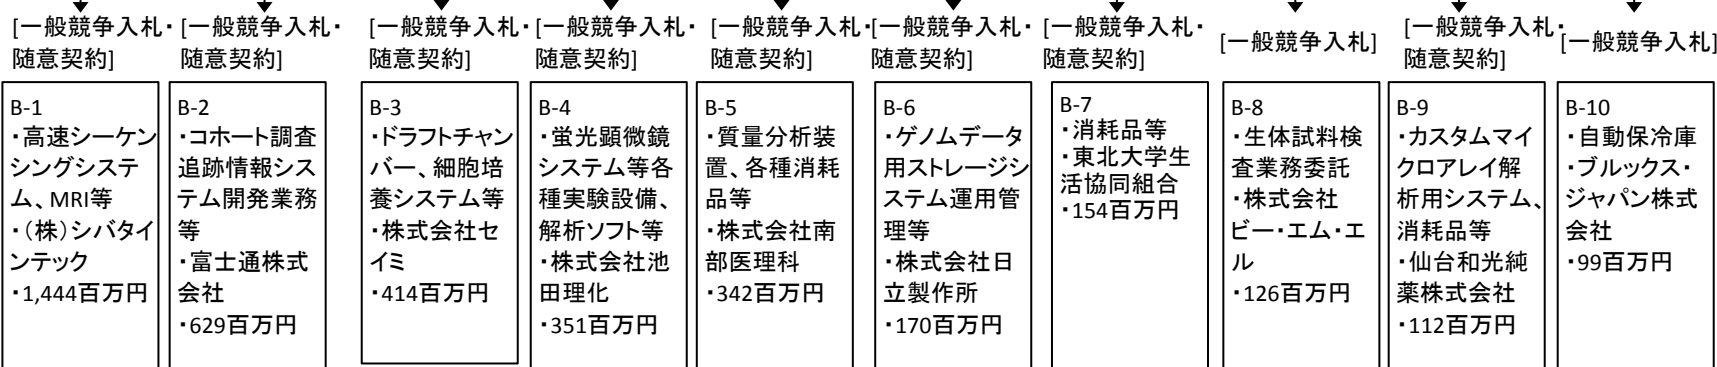 [一般競争入札・
随意契約]
B-1
・高速シーケン
シングシステ
ム、MRI等
・（株）シバタイ
ンテック
・1,444百万円
[一般競争入札・
随意契約]
B-2
・コホート調査
追跡情報シス
テム開発業務
等
・富士通株式
会社
・629百万円
[一般競争入札・
随意契約]
B-3
・ドラフトチャン
バー、細胞培
養システム等
・株式会社セ
イミ
・414百万円
[一般競争入札・
随意契約]
B-4
・蛍光顕微鏡
システム等各
種実験設備、
解析ソフト等
・株式会社池
田理化
・351百万円
[一般競争入札・
随意契約]
B-5
・質量分析装
置、各種消耗
品等
・株式会社南
部医理科
・342百万円
[一般競争入札・
随意契約]
B-6
・ゲノムデータ
用ストレージシ
ステム運用管
理等
・株式会社日
立製作所
・170百万円
[一般競争入札・
随意契約]
B-7
・消耗品等
・東北大学生
活協同組合
・154百万円
[一般競争入札]
B-8
・生体試料検
査業務委託
・株式会社
ビー・エム・エ
ル
・126百万円
[一般競争入札・
随意契約]
B-9
・カスタムマイ
クロアレイ解
析用システム、
消耗品等
・仙台和光純
薬株式会社
・112百万円
[一般競争入札]
B-10
・自動保冷庫
・ブルックス・
ジャパン株式
会社
・99百万円